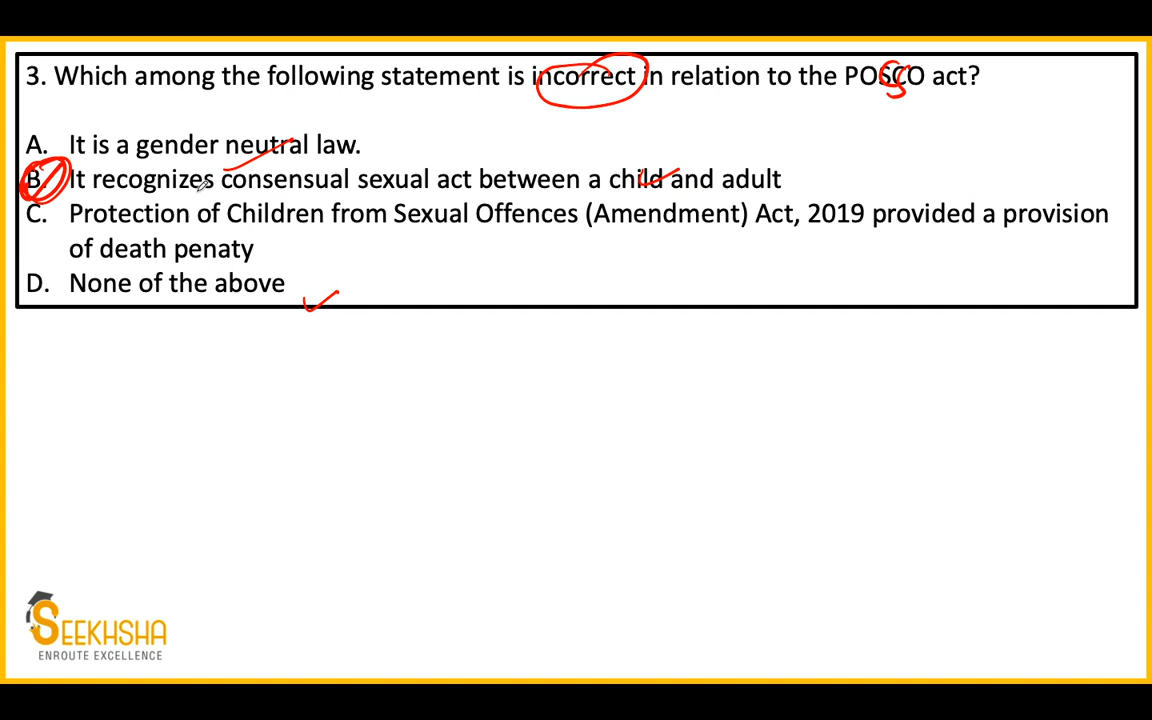 3. Which among the following statement is incorrect in relation to the POSCO act?
A. It is a gender neutral law.
B. It recognizes consensual sexual act between a child and adult
C. Protection of Children from Sexual Offences (Amendment) Act, 2019 provided a provision
of death penaty
D. None of the above
SEEKHSHA
ENROUTE EXCELLENCE